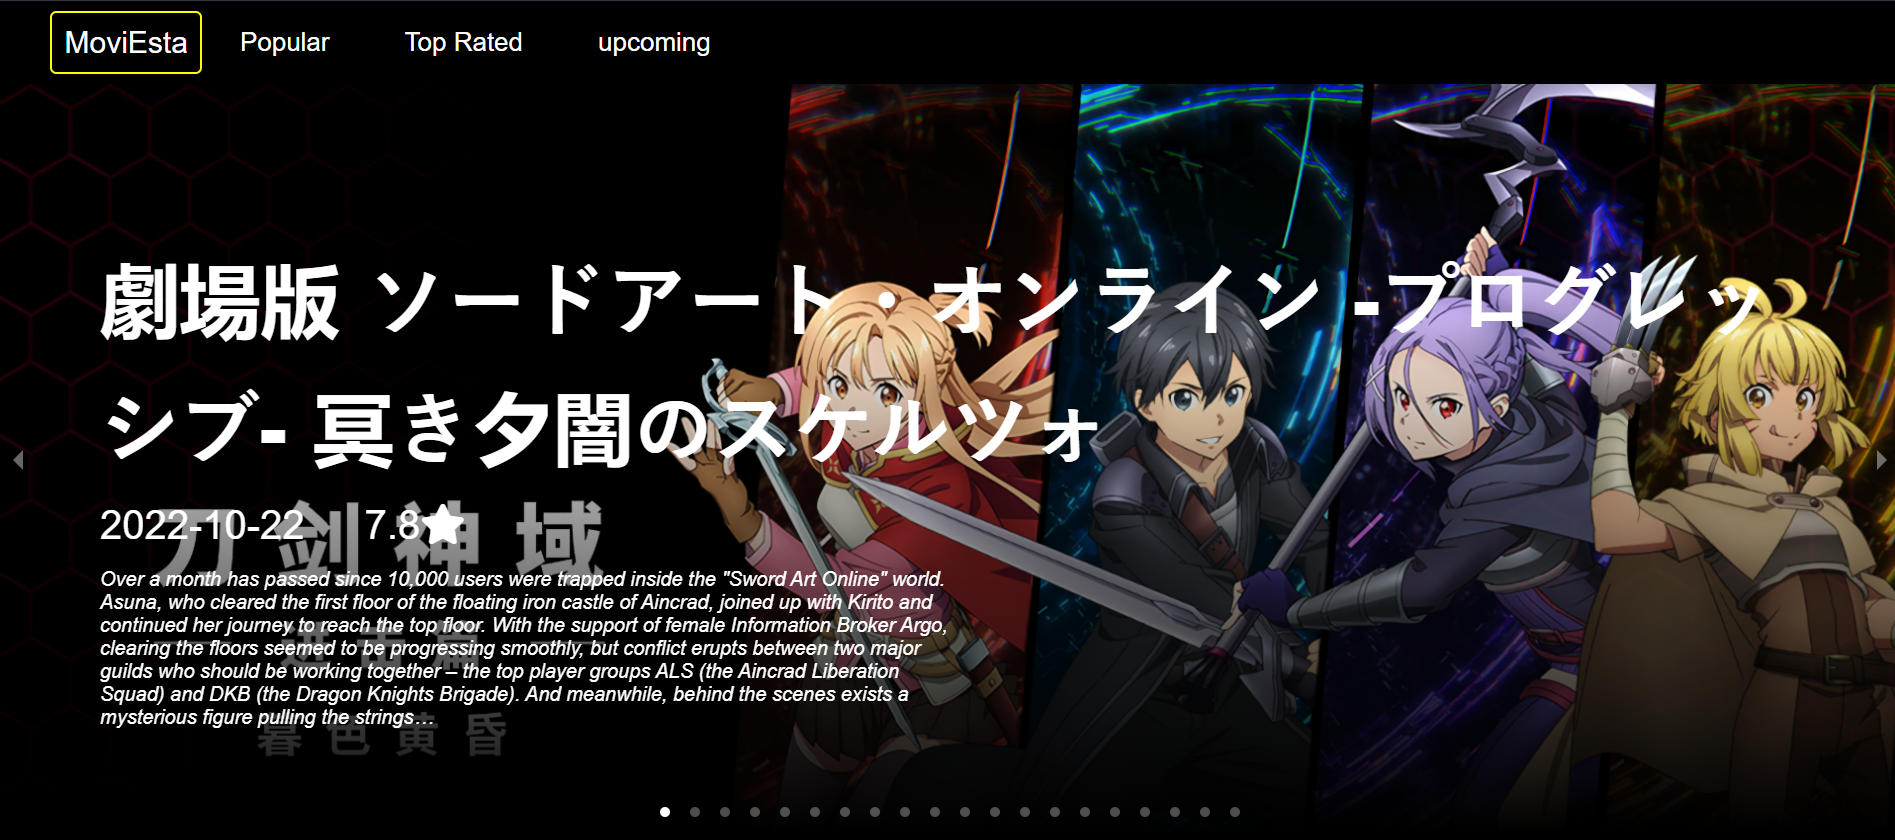 MoviEsta Popular Top Rated upcoming
劇場版 ソードアート・オンライン -プログレッ
シブ- 冥き夕闇のスケルツォ
2022-10-22 7.8
刀剑神域
Over a month has passed since 10,000 users were trapped inside the "Sword Art Online" world.
Asuna, who cleared the first floor of the floating iron castle of Aincrad, joined up with Kirito and
continued her journey to reach the top floor. With the support of female Information Broker Argo,
clearing the floors seemed to be progressing smoothly, but conflict erupts between two major
guilds who should be working together – the top player groups ALS (the Aincrad Liberation
Squad) and DKB (the Dragon Knights Brigade). And meanwhile, behind the scenes exists a
mysterious figure pulling the strings…
暮色黄昏